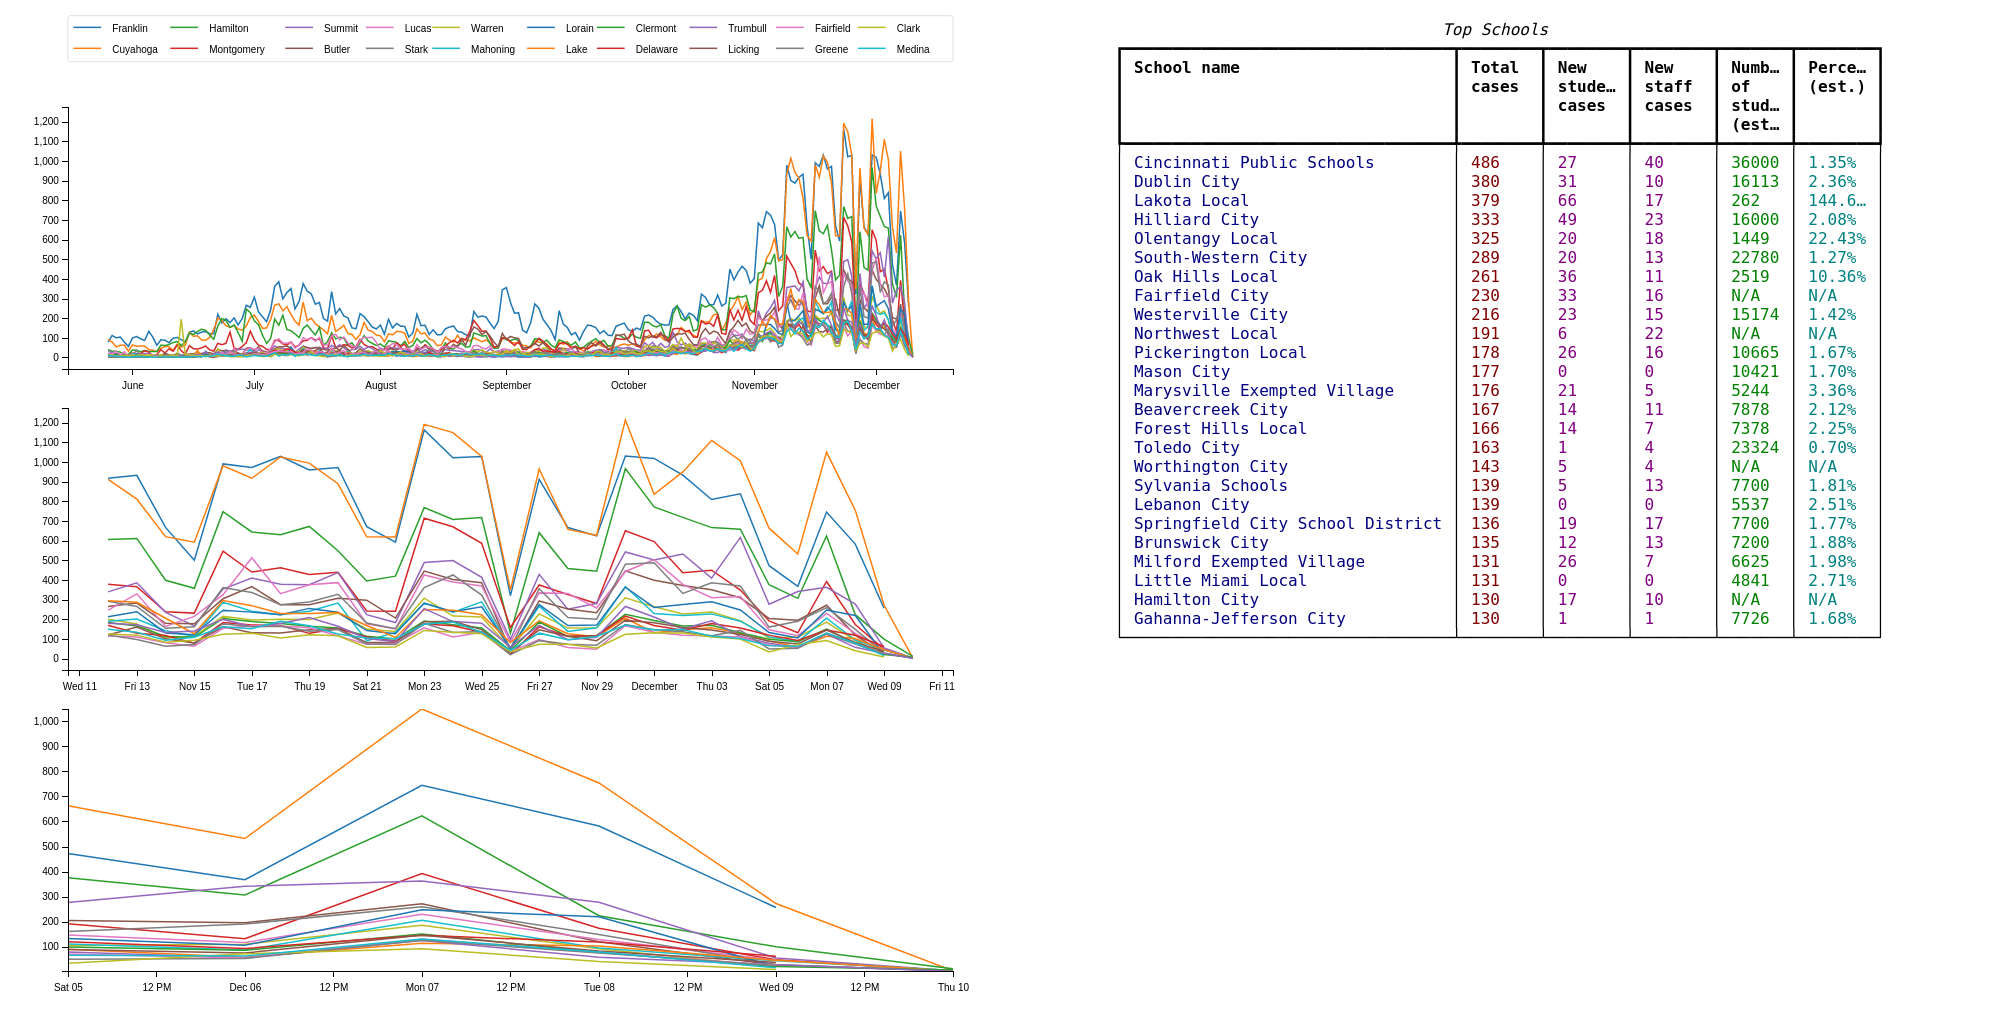 Franklin Hamilton Summit Lucas Warren Lorain Clermont Trumbull Fairfield Clark
Cuyahoga Montgomery Butler Stark Mahoning Lake Delaware Licking Greene Medina
1,200
1,100
1,000
900
800
700
600
500
400
300
200
100
0
June July August September October November December
1,200
1,100
1,000
900
800
700
600
500
400
300
200
100
0
Wed 11 Fri 13 Nov 15 Tue 17 Thu 19 Sat 21 Mon 23 Wed 25 Fri 27 Nov 29 December Thu 03 Sat 05 Mon 07 Wed 09 Fri 11
1,000
900
800
700
600
500
400
300
200
100
Sat 05 12 PM Dec 06 12 PM Mon 07 12 PM Tue 08 12 PM Wed 09 12 PM Thu 10
Top Schools
School name Total New New Numb… Perce…
cases stude… staff of (est.)
cases cases stud…
(est…
Cincinnati Public Schools 486 27 40 36000 1.35%
Dublin City 380 31 10 16113 2.36%
Lakota Local 379 66 17 262 144.6…
Hilliard City 333 49 23 16000 2.08%
Olentangy Local 325 20 18 1449 22.43%
South-Western City 289 20 13 22780 1.27%
Oak Hills Local 261 36 11 2519 10.36%
Fairfield City 230 33 16 N/A N/A
Westerville City 216 23 15 15174 1.42%
Northwest Local 191 6 22 N/A N/A
Pickerington Local 178 26 16 10665 1.67%
Mason City 177 0 0 10421 1.70%
Marysville Exempted Village 176 21 5 5244 3.36%
Beavercreek City 167 14 11 7878 2.12%
Forest Hills Local 166 14 7 7378 2.25%
Toledo City 163 1 4 23324 0.70%
Worthington City 143 5 4 N/A N/A
Sylvania Schools 139 5 13 7700 1.81%
Lebanon City 139 0 0 5537 2.51%
Springfield City School District 136 19 17 7700 1.77%
Brunswick City 135 12 13 7200 1.88%
Milford Exempted Village 131 26 7 6625 1.98%
Little Miami Local 131 0 0 4841 2.71%
Hamilton City 130 17 10 N/A N/A
Gahanna-Jefferson City 130 1 1 7726 1.68%